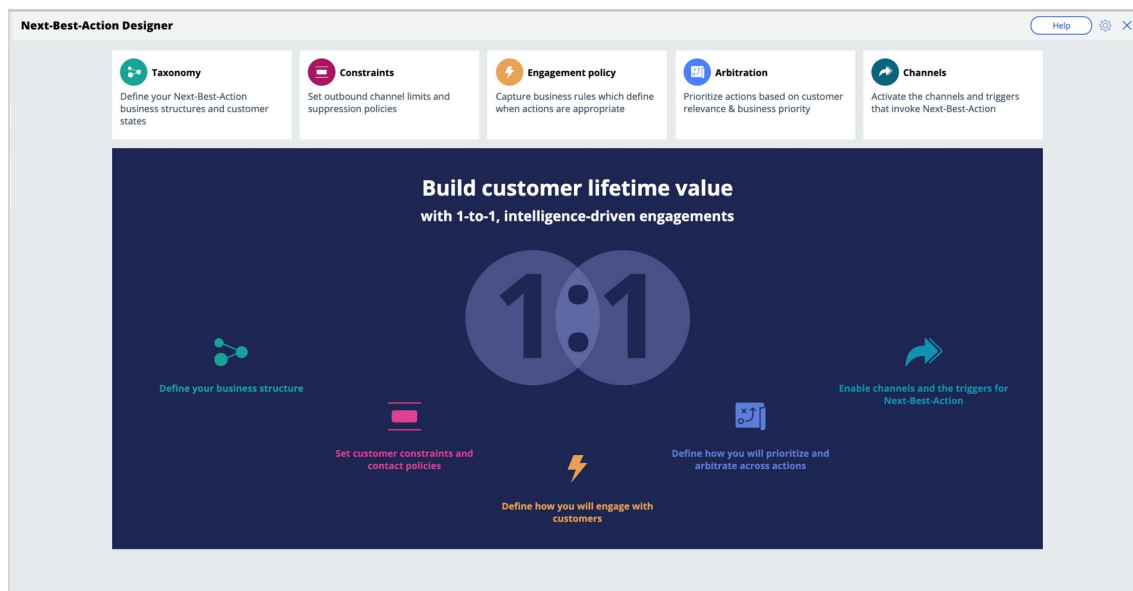 Next-Best-Action Designer
Help
Taxonomy
Define your Next-Best-Action
business structures and customer
states
Constraints
Set outbound channel limits and
suppression policies
Engagement policy
Capture business rules which define
when actions are appropriate
Arbitration
Prioritize actions based on customer
relevance & business priority
Channels
Activate the channels and triggers
that invoke Next-Best-Action
Build customer lifetime value
with 1-to-1, intelligence-driven engagements
1:1
Define your business structure
Set customer constraints and
contact policies
Define how you will engage with
customers
Define how you will prioritize and
arbitrate across actions
Enable channels and the triggers for
Next-Best-Action